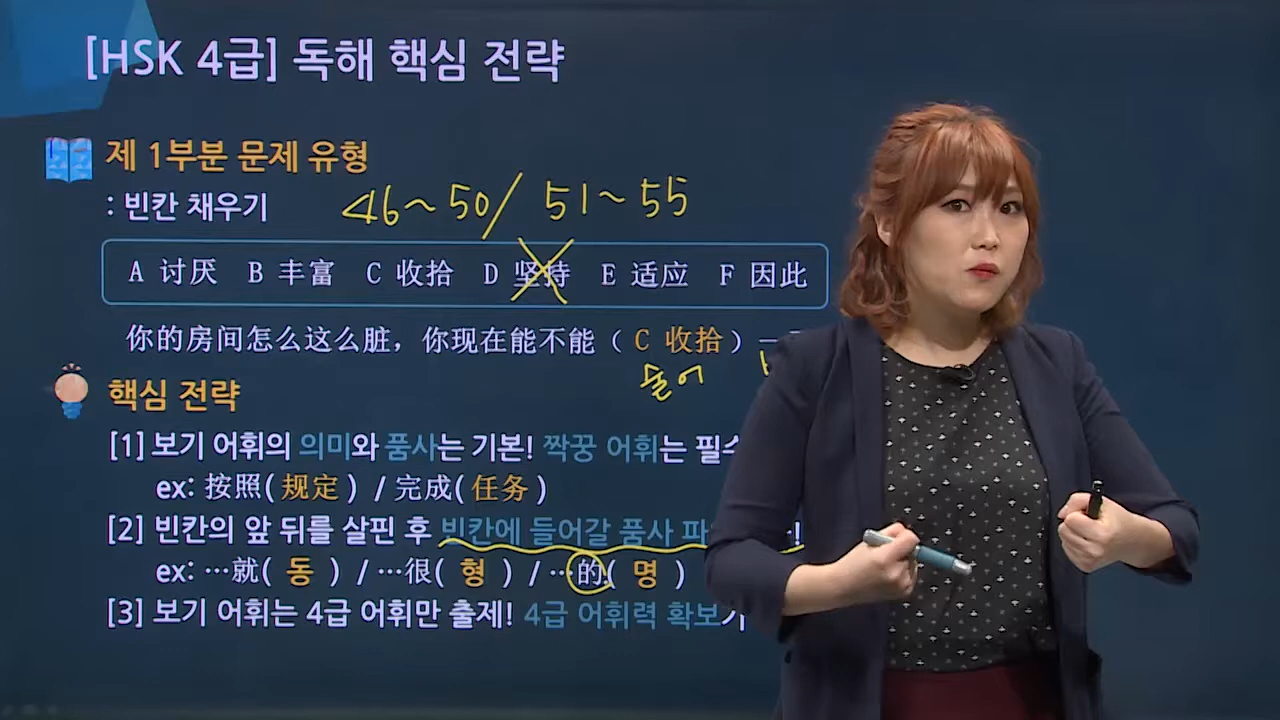 [HSK 4급] 독해 핵심 전략
제 1부분 문제 유형
: 빈칸 채우기 46~50/ 51~55
A 讨厌 B 丰富 C 收拾 D 坚持 E 适应 F 因此
你的房间怎么这么脏，你现在能不能（ C 收拾 ）一
술어
핵심 전략
[1] 보기 어휘의 의미와 품사는 기본! 짝꿍 어휘는 필수
ex: 按照( 规定 ) / 完成( 任务 )
[2] 빈칸의 앞 뒤를 살핀 후 빈칸에 들어갈 품사 파 !
ex: …就( 동 ) / …很( 형 ) / …的( 명 )
[3] 보기 어휘는 4급 어휘만 출제! 4급 어휘력 확보가